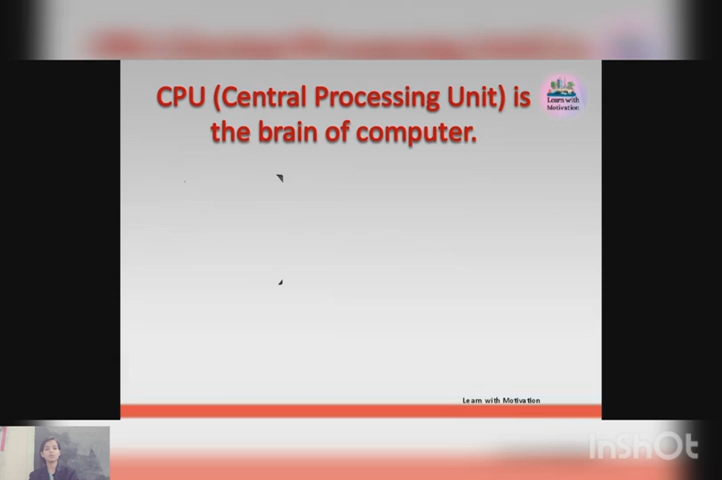 CPU (Central Processing Unit) is
the brain of computer.
Learn with
Motivation
Learn with Motivation
InShOt